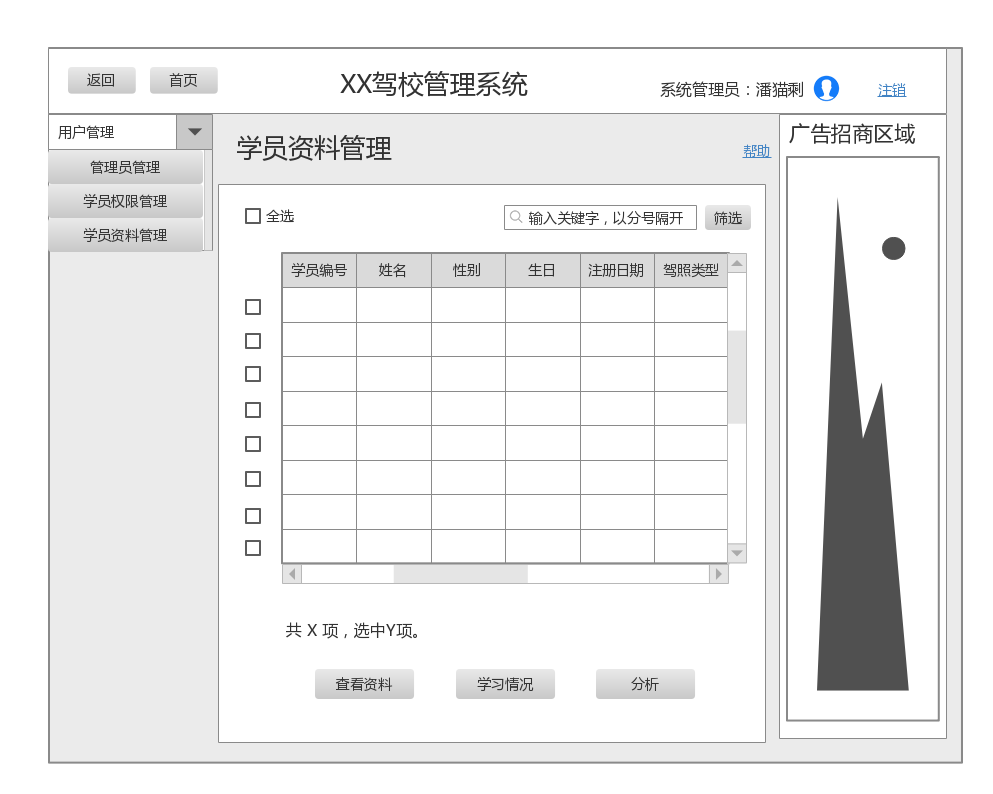 返回 首页 XX驾校管理系统 系统管理员：潘猫剩 注销
用户管理
管理员管理
学员权限管理
学员资料管理
学员资料管理 帮助
全选 输入关键字，以分号隔开 筛选
学员编号 姓名 性别 生日 注册日期 驾照类型
共 X 项，选中Y项。
查看资料 学习情况 分析
广告招商区域